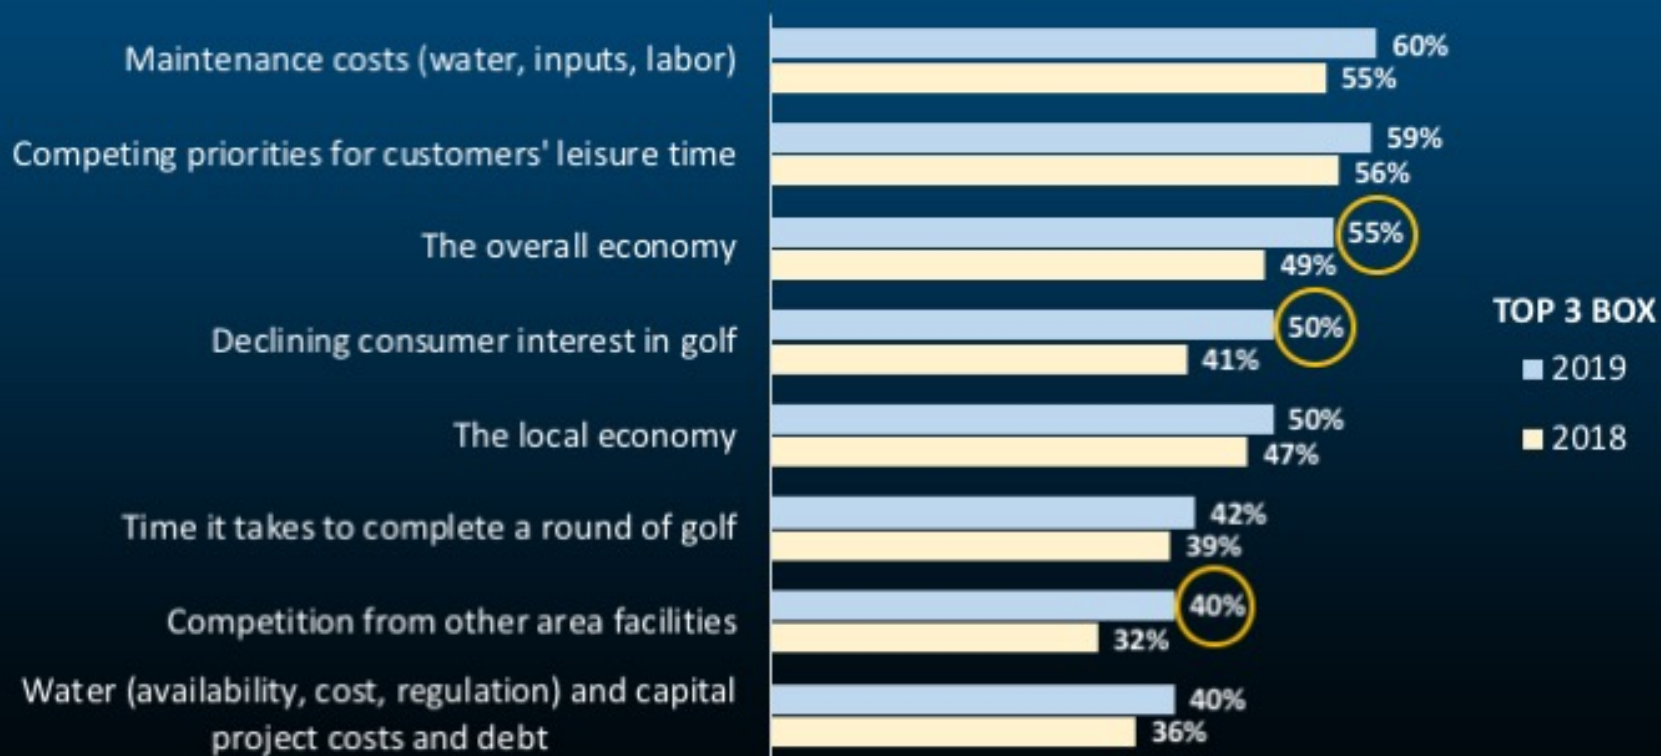 Maintenance costs (water, inputs, labor)
60%
55%
Competing priorities for customers' leisure time
59%
56%
The overall economy
55%
49%
Declining consumer interest in golf
50%
41%
The local economy
50%
47%
Time it takes to complete a round of golf
42%
39%
Competition from other area facilities
40%
32%
Water (availability, cost, regulation) and capital
project costs and debt
40%
36%
TOP 3 BOX
2019
2018